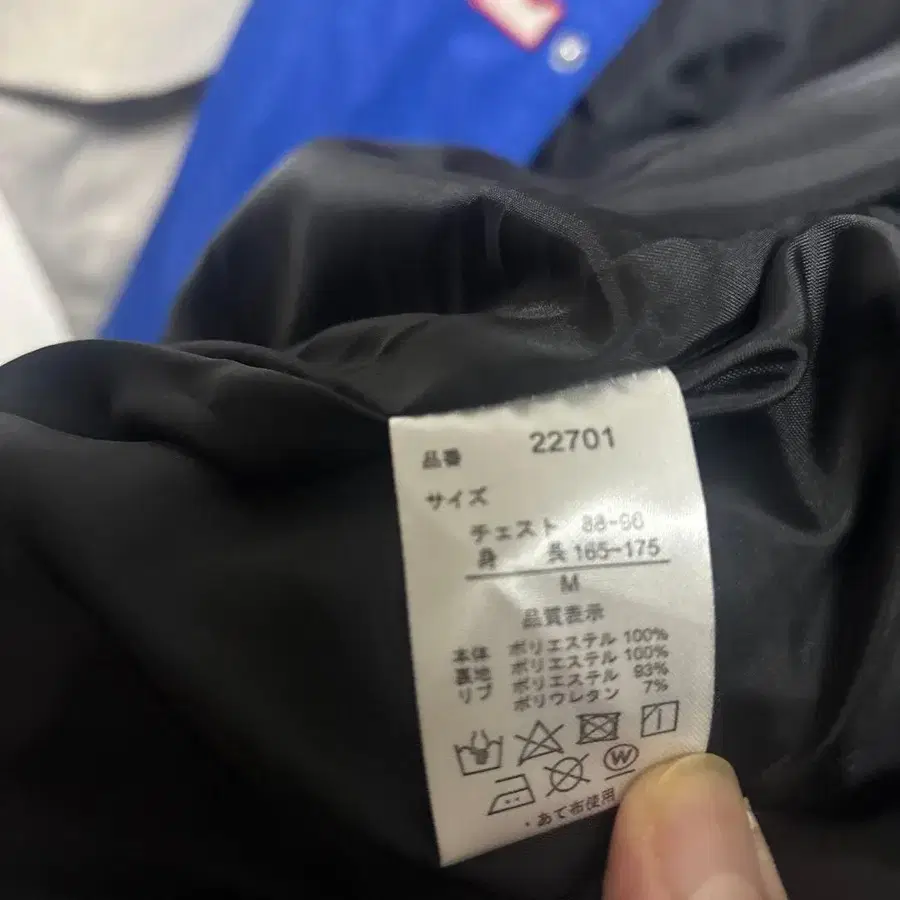 品番 22701
サイズ
チェスト 88-96
身 長 165-175
M
品質表示
本体 ポリエステル 100%
裏地 ポリエステル 100%
リブ ポリエステル 93%
ポリウレタン 7%
W
・あて布使用